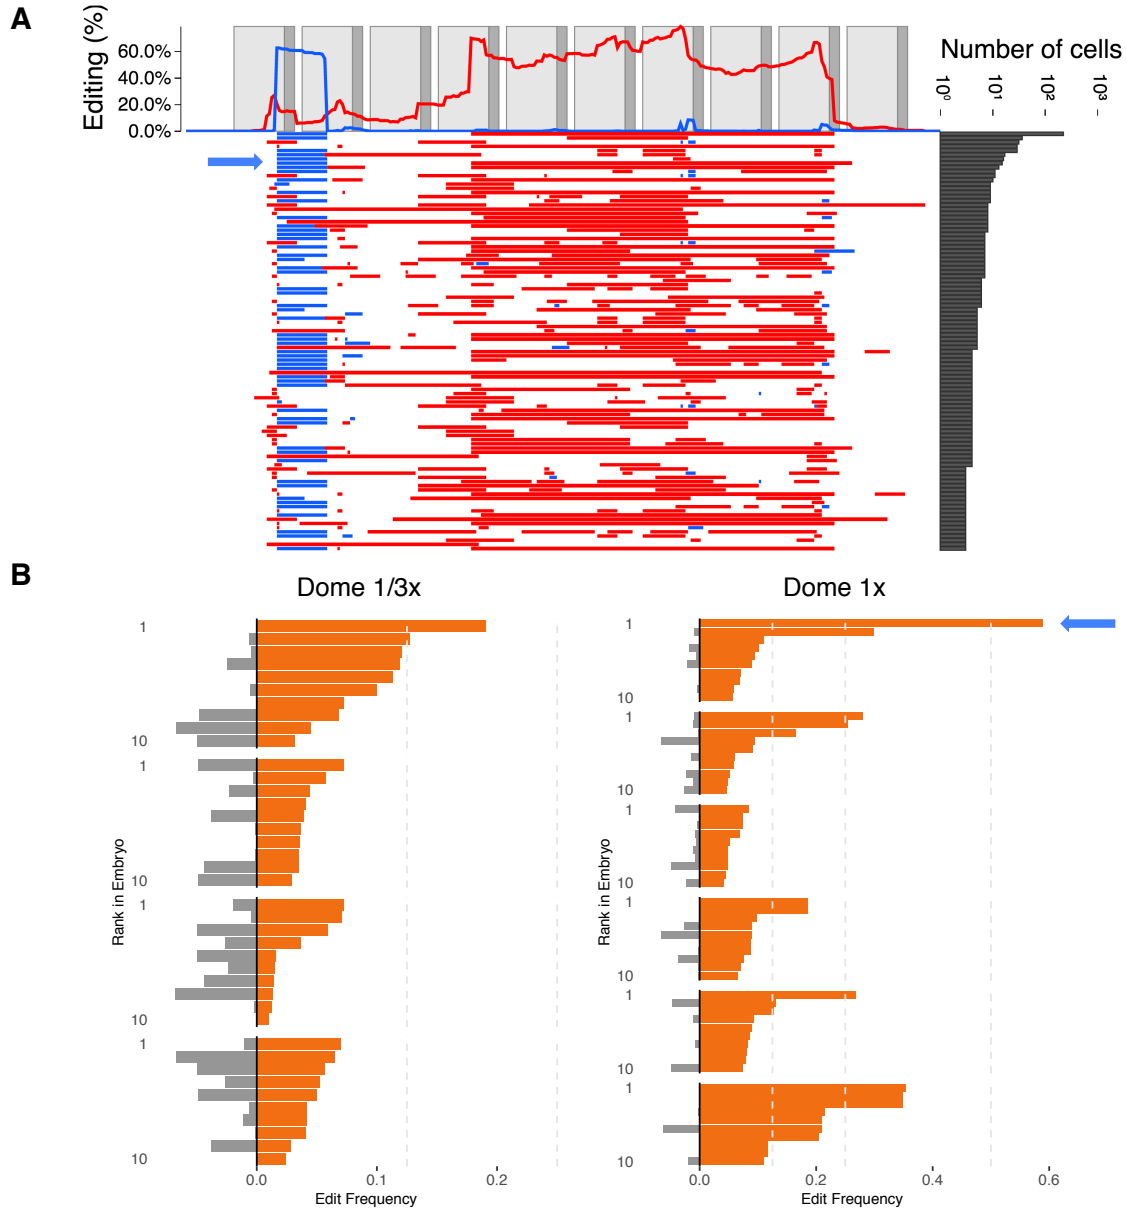 A
Editing (%)
60.0%
40.0%
20.0%
0.0%
Number of cells
10⁰ 10¹ 10² 10³
B
Dome 1/3x
Rank in Embryo
1
10
1
10
1
10
1
10
0.0 0.1 0.2
Edit Frequency
Dome 1x
Rank in Embryo
1
10
1
10
1
10
1
10
1
10
1
10
0.0 0.2 0.4 0.6
Edit Frequency